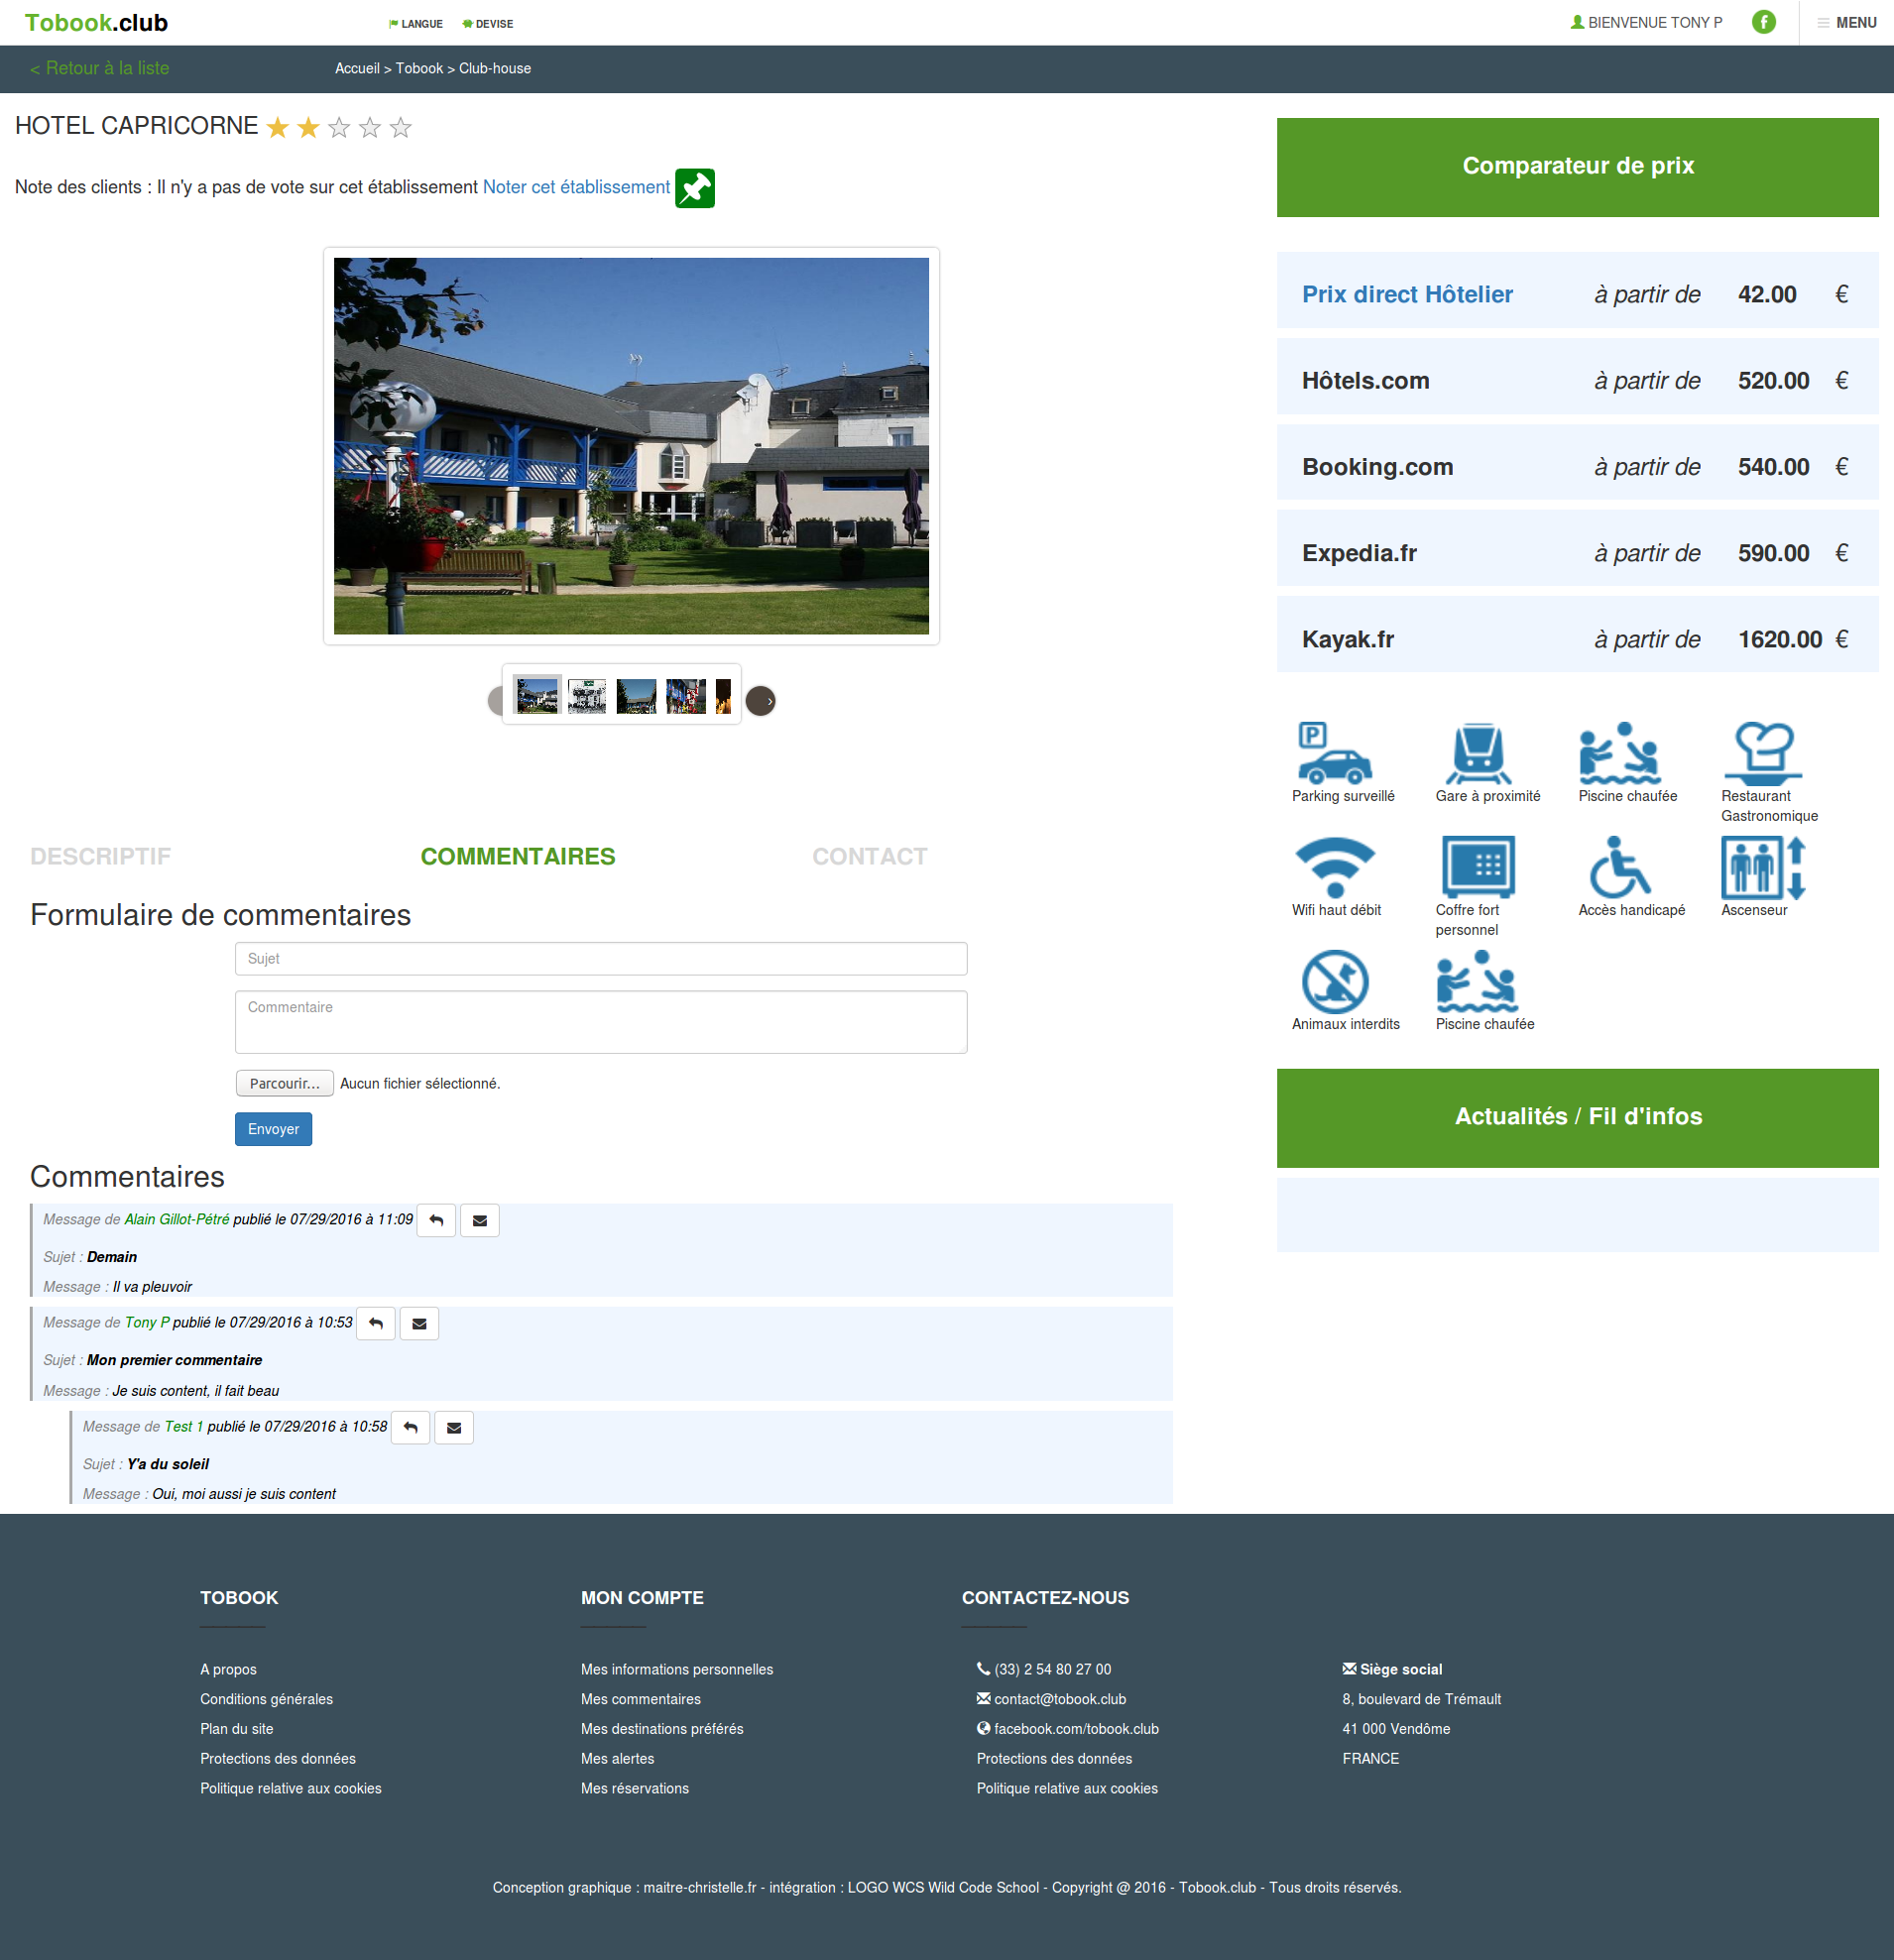 Tobook.club
LANGUE DEVISE
BIENVENUE TONY P
MENU
< Retour à la liste
Accueil > Tobook > Club-house
HOTEL CAPRICORNE
Note des clients : Il n'y a pas de vote sur cet établissement Noter cet établissement
Comparateur de prix
Prix direct Hôtelier à partir de 42.00 €
Hôtels.com à partir de 520.00 €
Booking.com à partir de 540.00 €
Expedia.fr à partir de 590.00 €
Kayak.fr à partir de 1620.00 €
P
Parking surveillé
Gare à proximité
Piscine chaufée
Restaurant
Gastronomique
Wifi haut débit
Coffre fort
personnel
Accès handicapé
Ascenseur
Animaux interdits
Piscine chaufée
Actualités / Fil d'infos
DESCRIPTIF COMMENTAIRES CONTACT
Formulaire de commentaires
Sujet
Commentaire
Parcourir... Aucun fichier sélectionné.
Envoyer
Commentaires
Message de Alain Gillot-Pétré publié le 07/29/2016 à 11:09
Sujet : Demain
Message : Il va pleuvoir
Message de Tony P publié le 07/29/2016 à 10:53
Sujet : Mon premier commentaire
Message : Je suis content, il fait beau
Message de Test 1 publié le 07/29/2016 à 10:58
Sujet : Y'a du soleil
Message : Oui, moi aussi je suis content
TOBOOK
A propos
Conditions générales
Plan du site
Protections des données
Politique relative aux cookies
MON COMPTE
Mes informations personnelles
Mes commentaires
Mes destinations préférés
Mes alertes
Mes réservations
CONTACTEZ-NOUS
(33) 2 54 80 27 00
contact@tobook.club
facebook.com/tobook.club
Protections des données
Politique relative aux cookies
Siège social
8, boulevard de Trémault
41 000 Vendôme
FRANCE
Conception graphique : maitre-christelle.fr - intégration : LOGO WCS Wild Code School - Copyright @ 2016 - Tobook.club - Tous droits réservés.